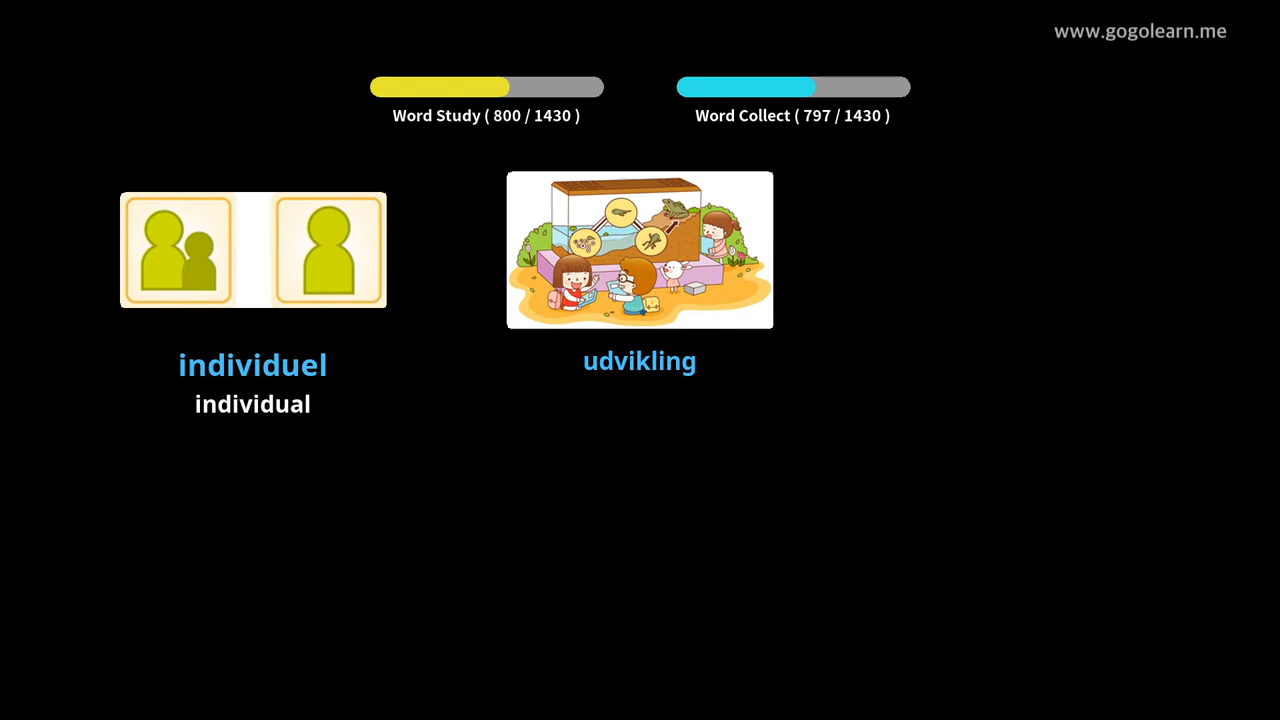 www.gogolearn.me
Word Study ( 800 / 1430 )
Word Collect ( 797 / 1430 )
individuel
individual
udvikling